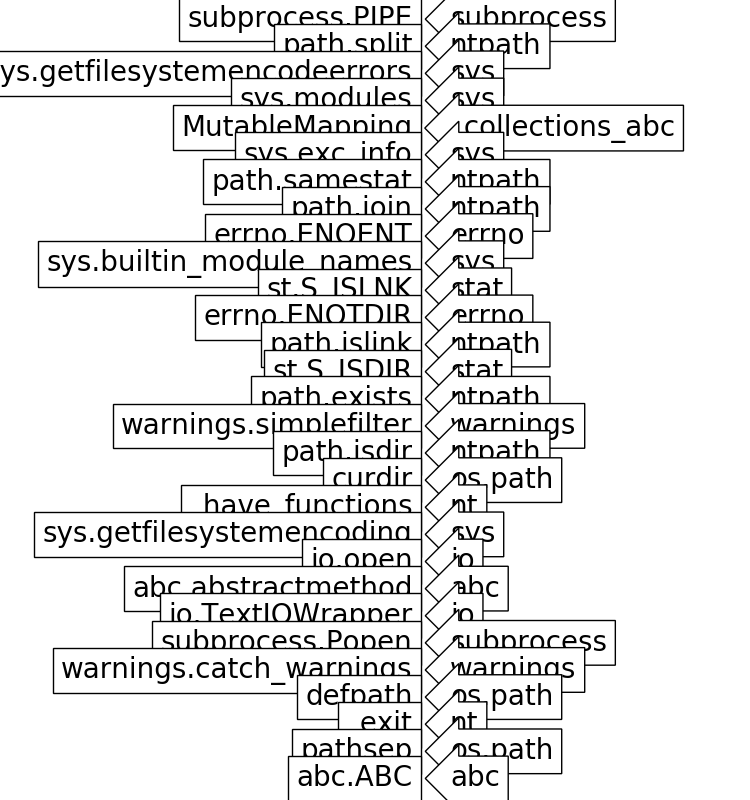 subprocess.PIPE subprocess
path.split ntpath
ys.getfilesystemencodeerrors sys
sys.modules sys
MutableMapping collections_abc
sys.exc_info sys
path.samestat ntpath
path.join ntpath
errno.ENOENT errno
sys.builtin_module_names sys
st.S_ISLNK stat
errno.ENOTDIR errno
path.islink ntpath
st.S_ISDIR stat
path.exists ntpath
warnings.simplefilter warnings
path.isdir ntpath
curdir os.path
_have_functions nt
sys.getfilesystemencoding sys
io.open io
abc.abstractmethod abc
io.TextIOWrapper io
subprocess.Popen subprocess
warnings.catch_warnings warnings
defpath os.path
_exit nt
pathsep os.path
abc.ABC abc